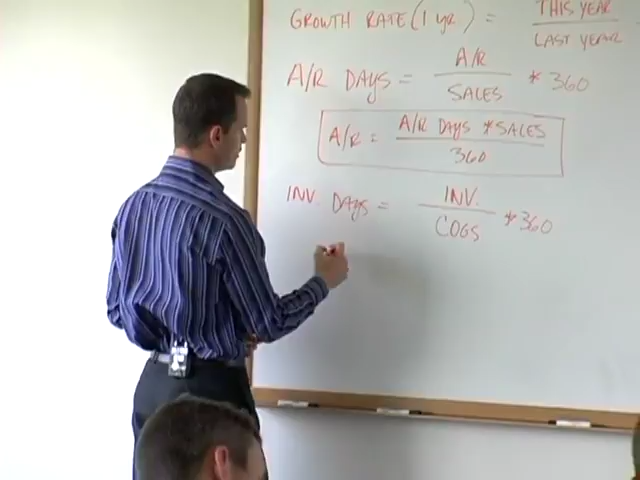 GROWTH RATE (1 yr) = THIS YEAR / LAST YEAR
A/R DAYS = A/R / SALES * 360
A/R = A/R DAYS * SALES / 360
INV. DAYS = INV. / COGS * 360